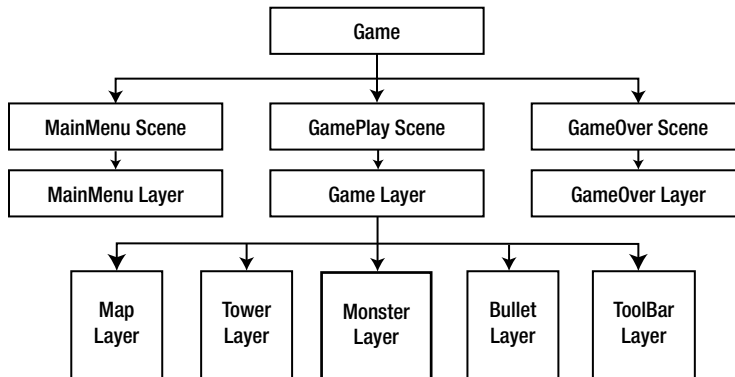 Game
MainMenu Scene
GamePlay Scene
GameOver Scene
MainMenu Layer
Game Layer
GameOver Layer
Map
Layer
Tower
Layer
Monster
Layer
Bullet
Layer
ToolBar
Layer